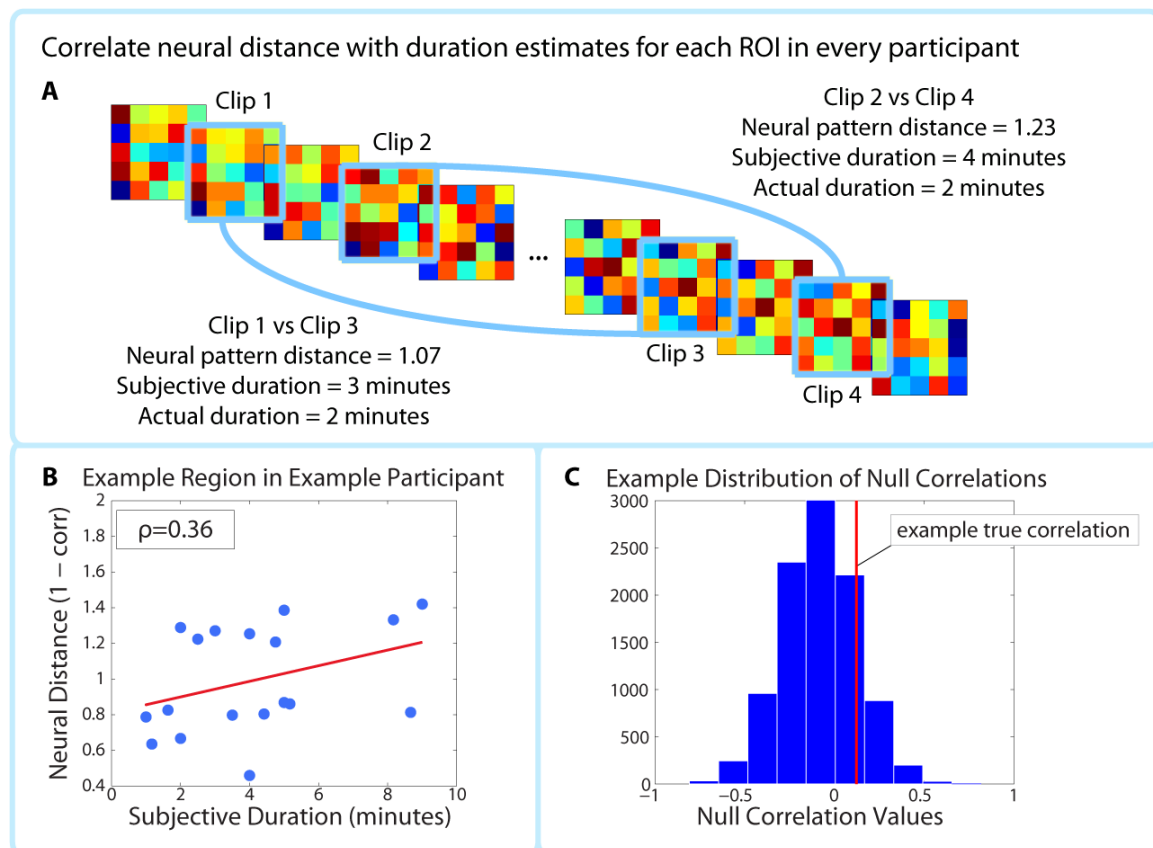 Correlate neural distance with duration estimates for each ROI in every participant
A
Clip 1
Clip 2
Clip 2 vs Clip 4
Neural pattern distance = 1.23
Subjective duration = 4 minutes
Actual duration = 2 minutes
...
Clip 1 vs Clip 3
Neural pattern distance = 1.07
Subjective duration = 3 minutes
Actual duration = 2 minutes
Clip 3
Clip 4
B Example Region in Example Participant
Neural Distance (1 − corr)
2
1.8
1.6
1.4
1.2
1
0.8
0.6
0.4
ρ=0.36
0 2 4 6 8 10
Subjective Duration (minutes)
C Example Distribution of Null Correlations
3000
2500
2000
1500
1000
500
0
example true correlation
−1 −0.5 0 0.5 1
Null Correlation Values